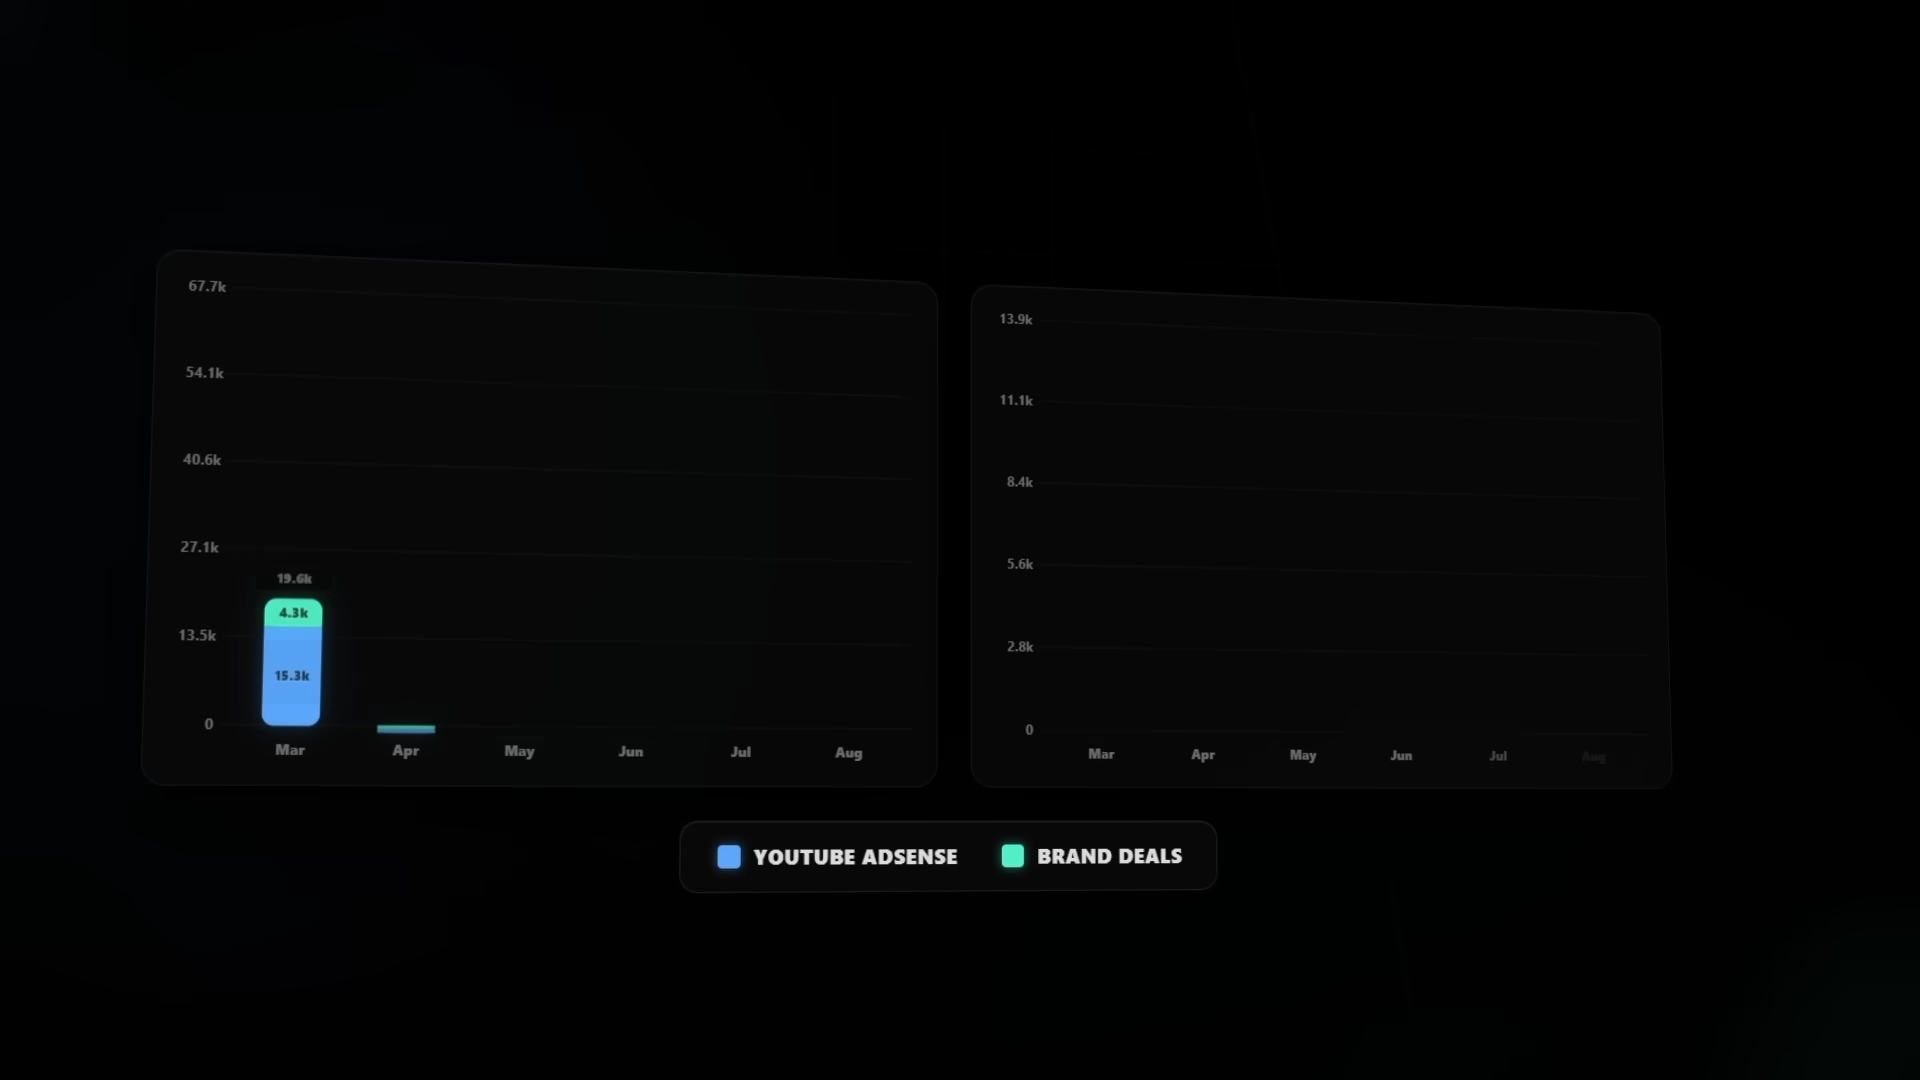 67.7k
54.1k
40.6k
27.1k
13.5k
0
19.6k
4.3k
15.3k
Mar Apr May Jun Jul Aug
13.9k
11.1k
8.4k
5.6k
2.8k
0
Mar Apr May Jun Jul Aug
YOUTUBE ADSENSE BRAND DEALS